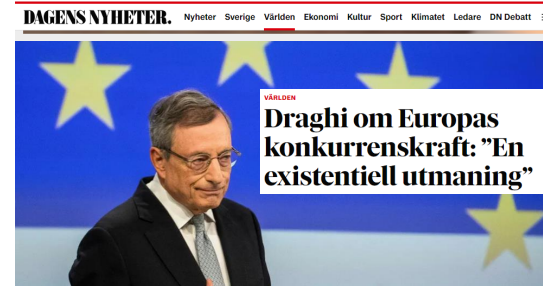 DAGENS NYHETER. Nyheter Sverige Världen Ekonomi Kultur Sport Klimatet Ledare DN Debatt
VÄRLDEN
Draghi om Europas
konkurrenskraft: ”En
existentiell utmaning”